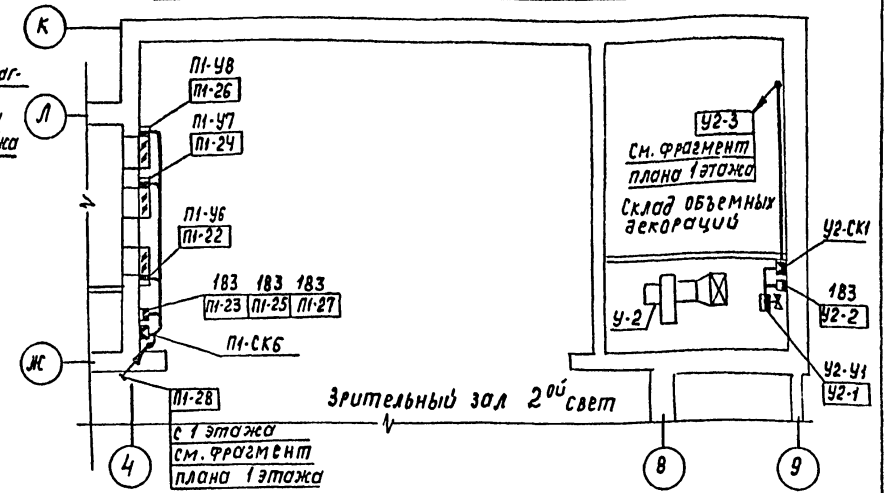 К
аг-
Л
жа
П1-У8
П1-26
П1-У7
П1-24
П1-У6
П1-22
183 183 183
П1-23 П1-25 П1-27
П1-СК6
Ж
П1-28
с 1 этажа
см. фрагмент
плана 1 этажа
4
Зрительный зал 2ой свет
У2-3
См. фрагмент
плана 1 этажа
Склад объемных
декораций
У2-СК1
183
У2-2
У-2
У2-У1
У2-1
8
9